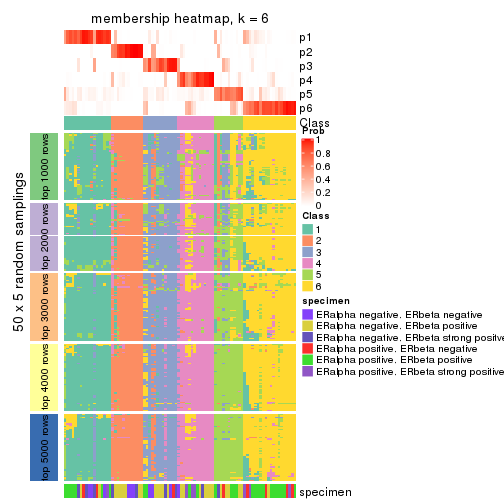 membership heatmap, k = 6
p1
p2
p3
p4
p5
p6
Class
Prob
1
0.8
0.6
0.4
0.2
0
Class
1
2
3
4
5
6
specimen
ERalpha negative. ERbeta negative
ERalpha negative. ERbeta positive
ERalpha negative. ERbeta strong positive
ERalpha positive. ERbeta negative
ERalpha positive. ERbeta positive
ERalpha positive. ERbeta strong positive
50 x 5 random samplings
top 1000 rows
top 2000 rows
top 3000 rows
top 4000 rows
top 5000 rows
specimen